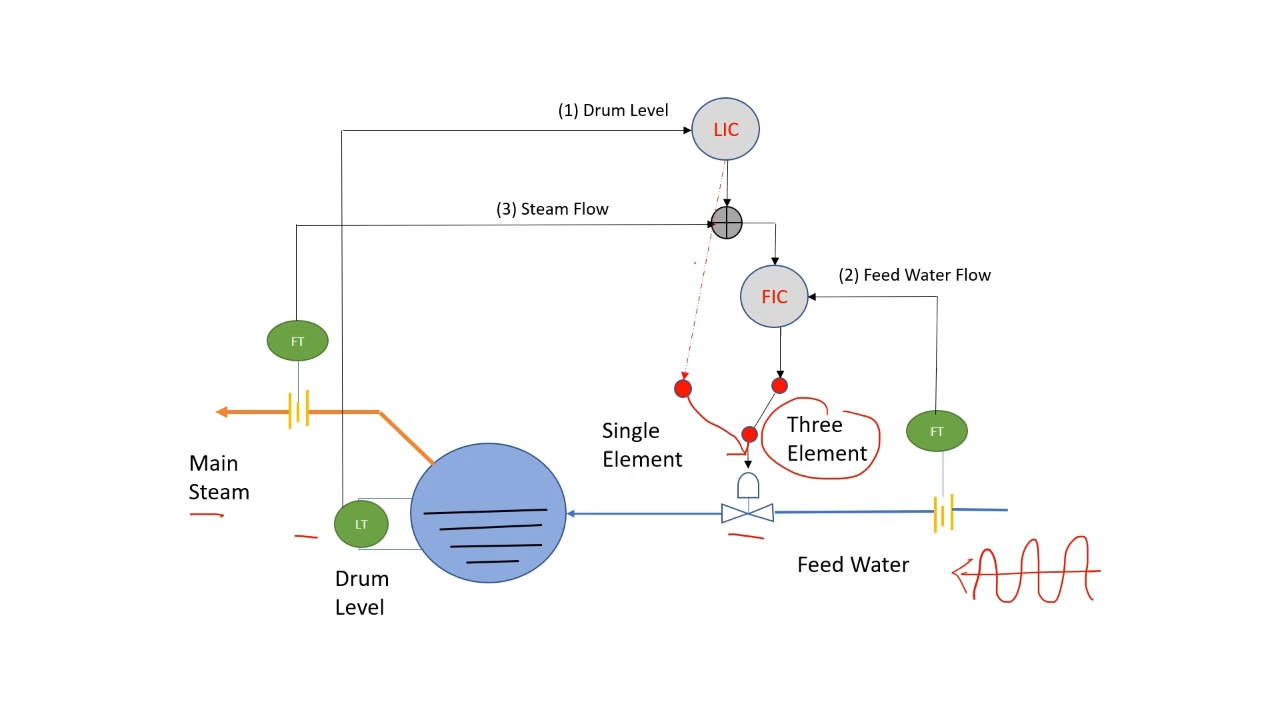 (1) Drum Level
LIC
(3) Steam Flow
(2) Feed Water Flow
FIC
FT
Single
Element
Three
Element
FT
Main
Steam
LT
Feed Water
Drum
Level